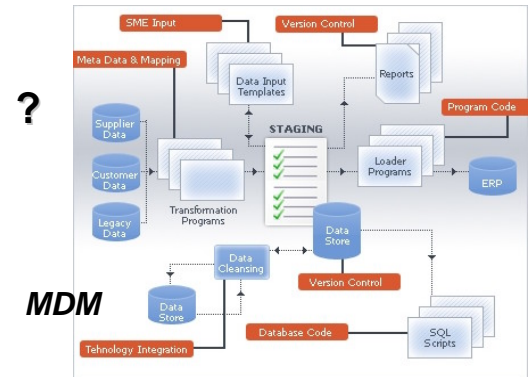 SME Input
Version Control
Meta Data & Mapping
Data Input
Templates
Reports
?
Program Code
Supplier
Data
STAGING
Customer
Data
Loader
Programs
ERP
Legacy
Data
Transformation
Programs
Data
Store
Data
Cleansing
Version Control
MDM
Data
Store
Database Code
SQL
Scripts
Tehnology Integration